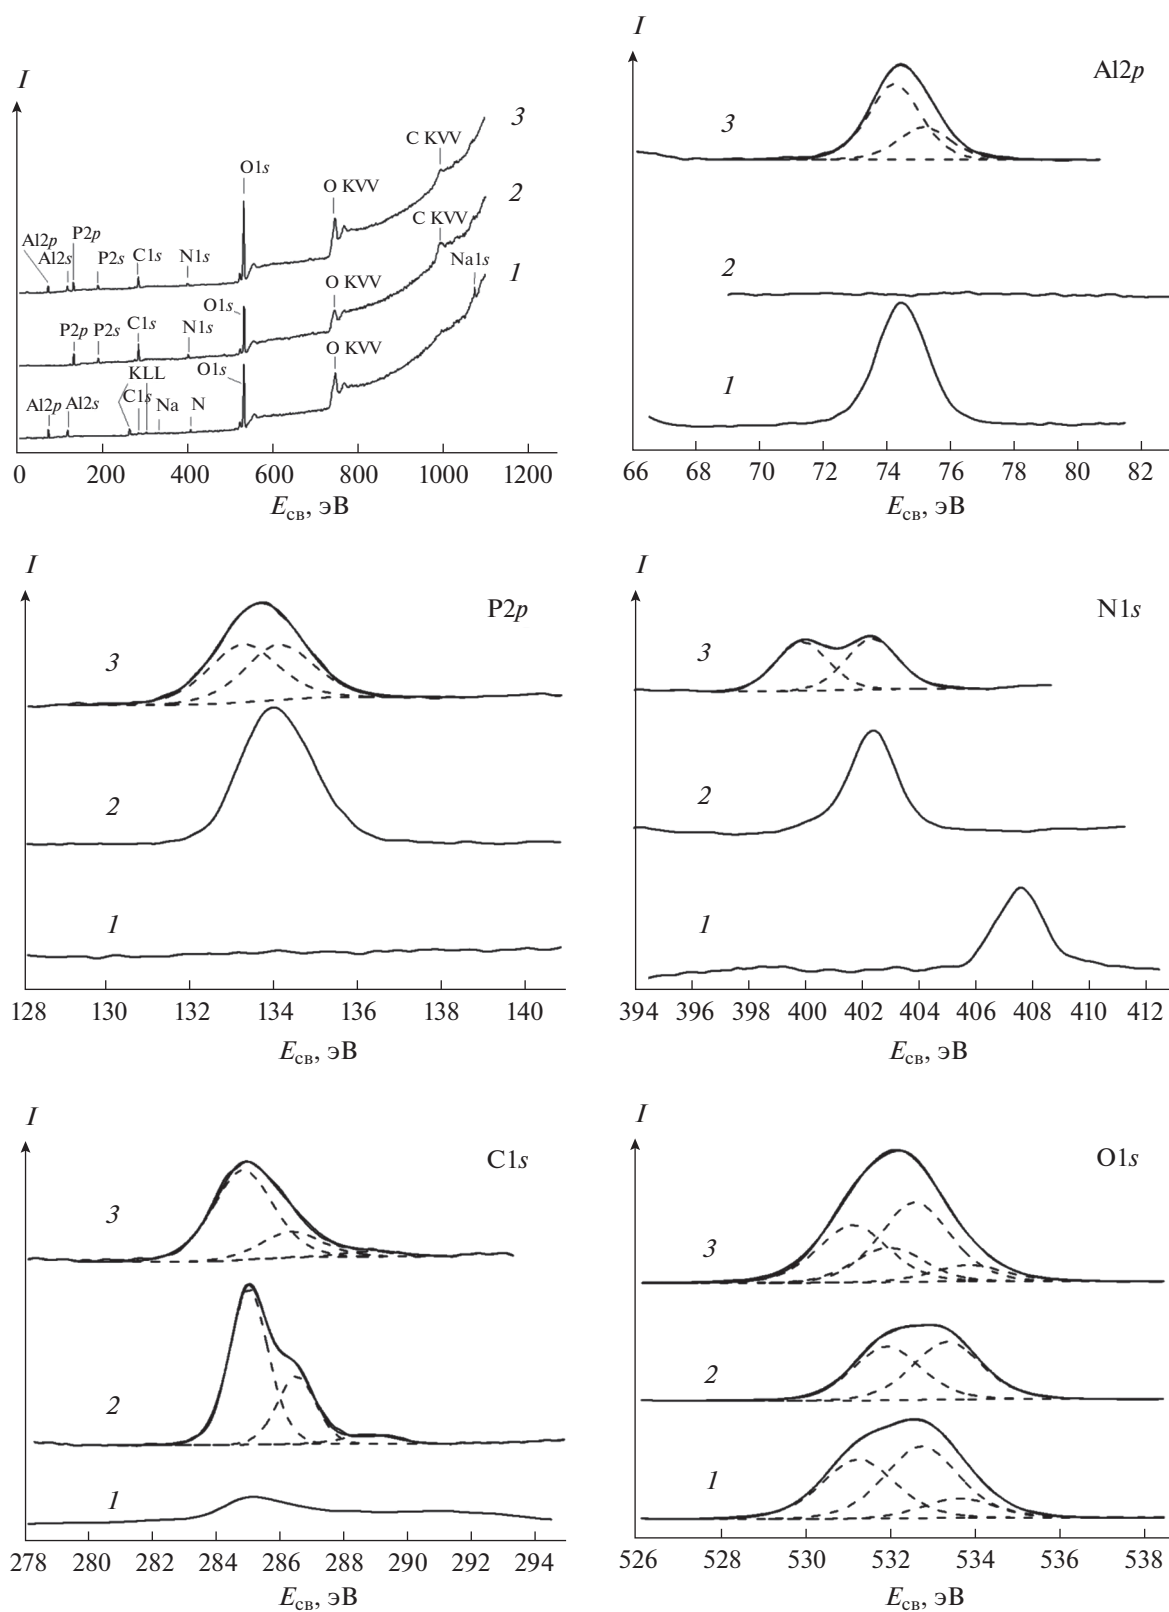 I
3
C KVV
O1s
O KVV
2
P2p
C KVV
Al2p
Al2s
P2s
C1s
N1s
Na1s
1
O1s
O KVV
P2p
P2s
C1s
N1s
O KVV
KLL
O1s
Al2p
Al2s
C1s
Na
N
0 200 400 600 800 1000 1200
Eсв, эВ
I
Al2p
3
2
1
66 68 70 72 74 76 78 80 82
Eсв, эВ
I
P2p
3
2
1
128 130 132 134 136 138 140
Eсв, эВ
I
N1s
3
2
1
394 396 398 400 402 404 406 408 410 412
Eсв, эВ
I
C1s
3
2
1
278 280 282 284 286 288 290 292 294
Eсв, эВ
I
O1s
3
2
1
526 528 530 532 534 536 538
Eсв, эВ